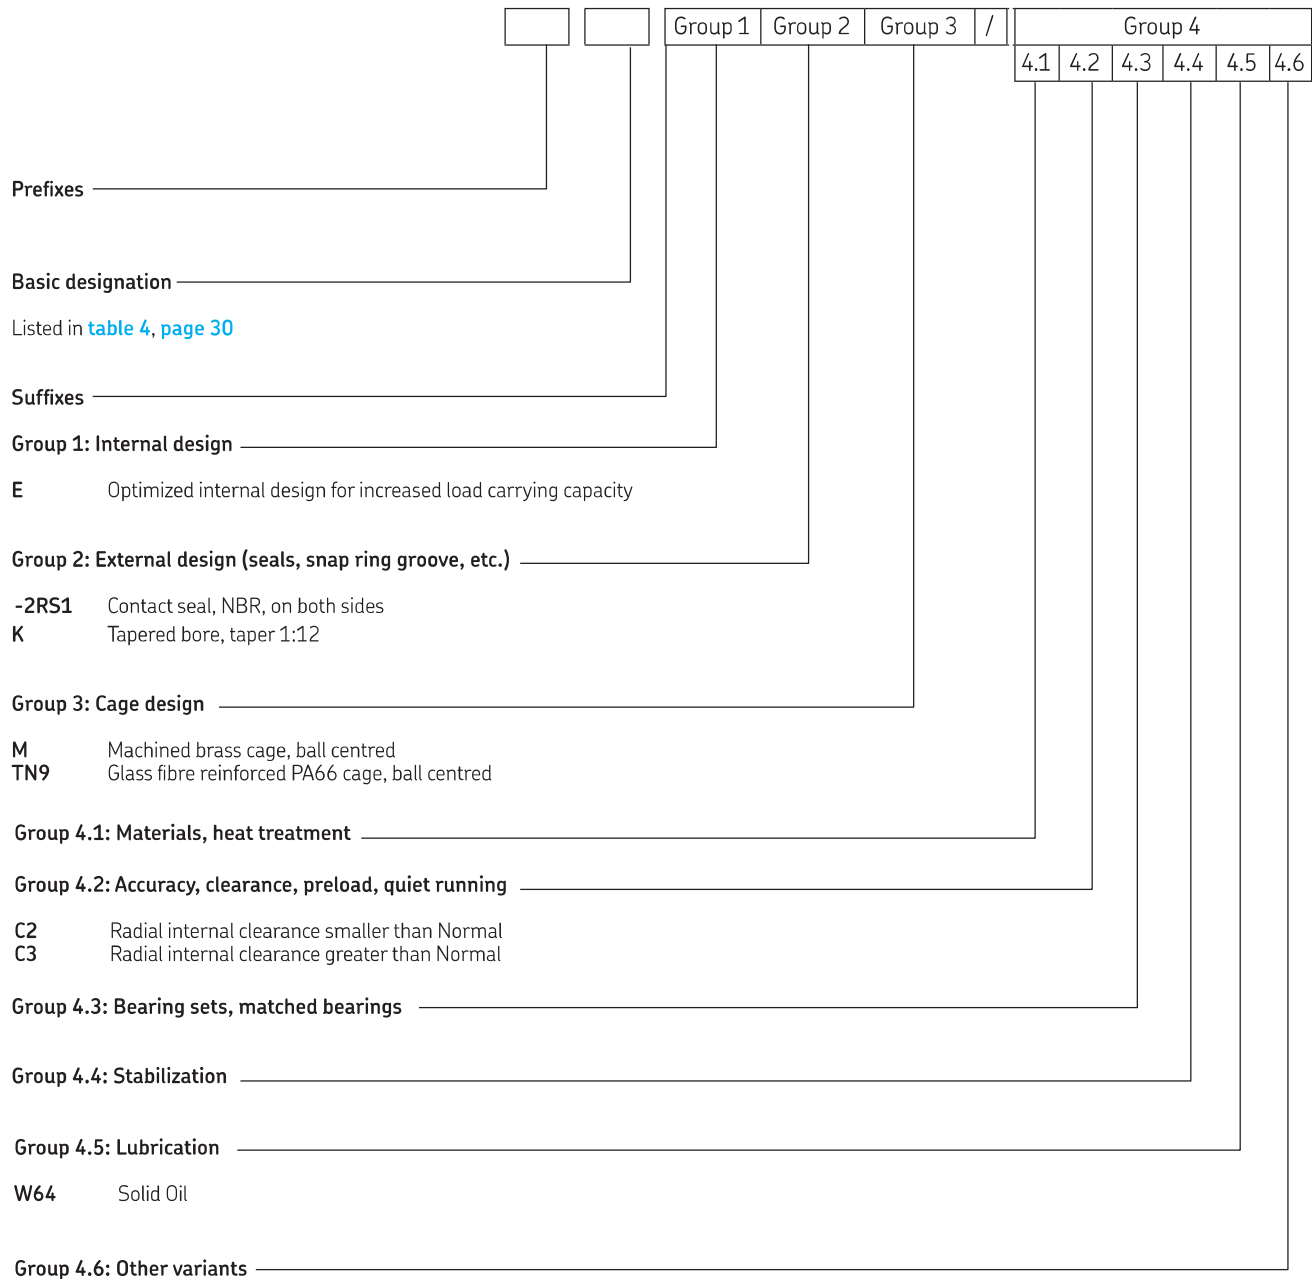 Group 1 Group 2 Group 3 / Group 4
4.1 4.2 4.3 4.4 4.5 4.6
Prefixes
Basic designation
Listed in table 4, page 30
Suffixes
Group 1: Internal design
E Optimized internal design for increased load carrying capacity
Group 2: External design (seals, snap ring groove, etc.)
-2RS1 Contact seal, NBR, on both sides
K Tapered bore, taper 1:12
Group 3: Cage design
M Machined brass cage, ball centred
TN9 Glass fibre reinforced PA66 cage, ball centred
Group 4.1: Materials, heat treatment
Group 4.2: Accuracy, clearance, preload, quiet running
C2 Radial internal clearance smaller than Normal
C3 Radial internal clearance greater than Normal
Group 4.3: Bearing sets, matched bearings
Group 4.4: Stabilization
Group 4.5: Lubrication
W64 Solid Oil
Group 4.6: Other variants